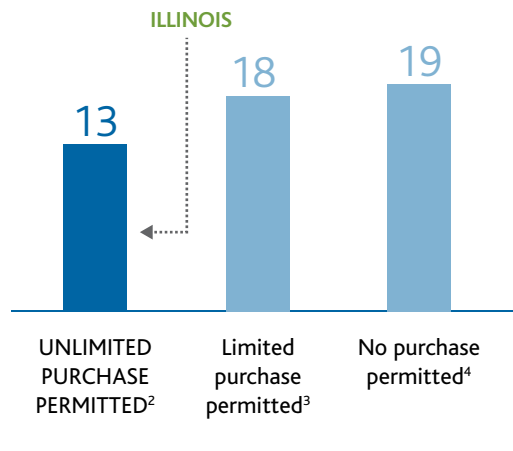 ILLINOIS
13
18
19
UNLIMITED
PURCHASE
PERMITTED²
Limited
purchase
permitted³
No purchase
permitted⁴